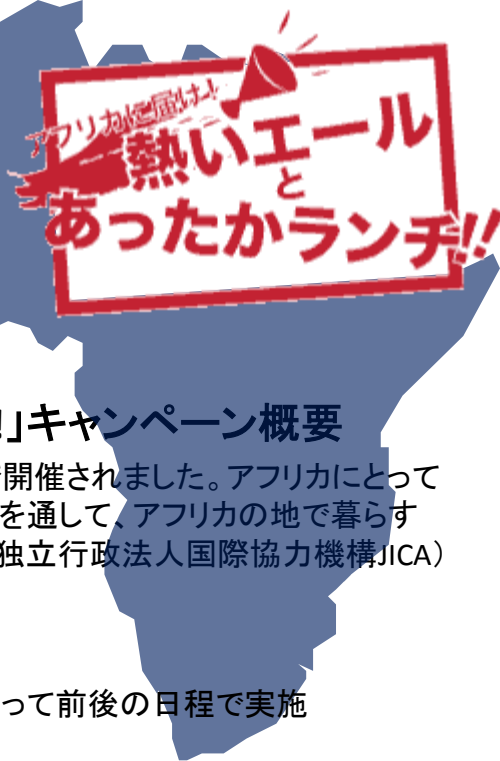 アフリカに届け!
熱いエール
と
あったかランチ!!
!」キャンペーン概要
開催されました。アフリカにとって
を通して、アフリカの地で暮らす
独立行政法人国際協力機構JICA）
って前後の日程で実施